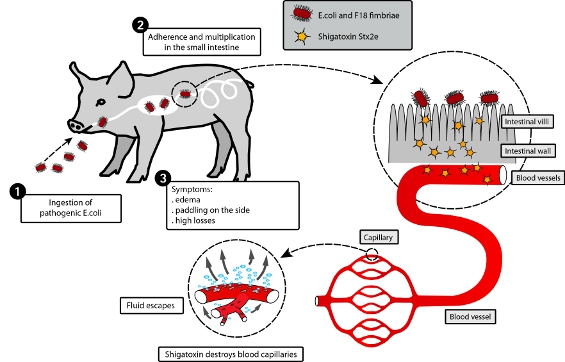 2
Adherence and multiplication
in the small intestine
E.coli and F18 fimbriae
Shigatoxin Stx2e
1
Ingestion of
pathogenic E.coli
3
Symptoms:
. edema
. paddling on the side
. high losses
Intestinal villi
Intestinal wall
Blood vessels
Capillary
Blood vessel
Fluid escapes
Shigatoxin destroys blood capillaries